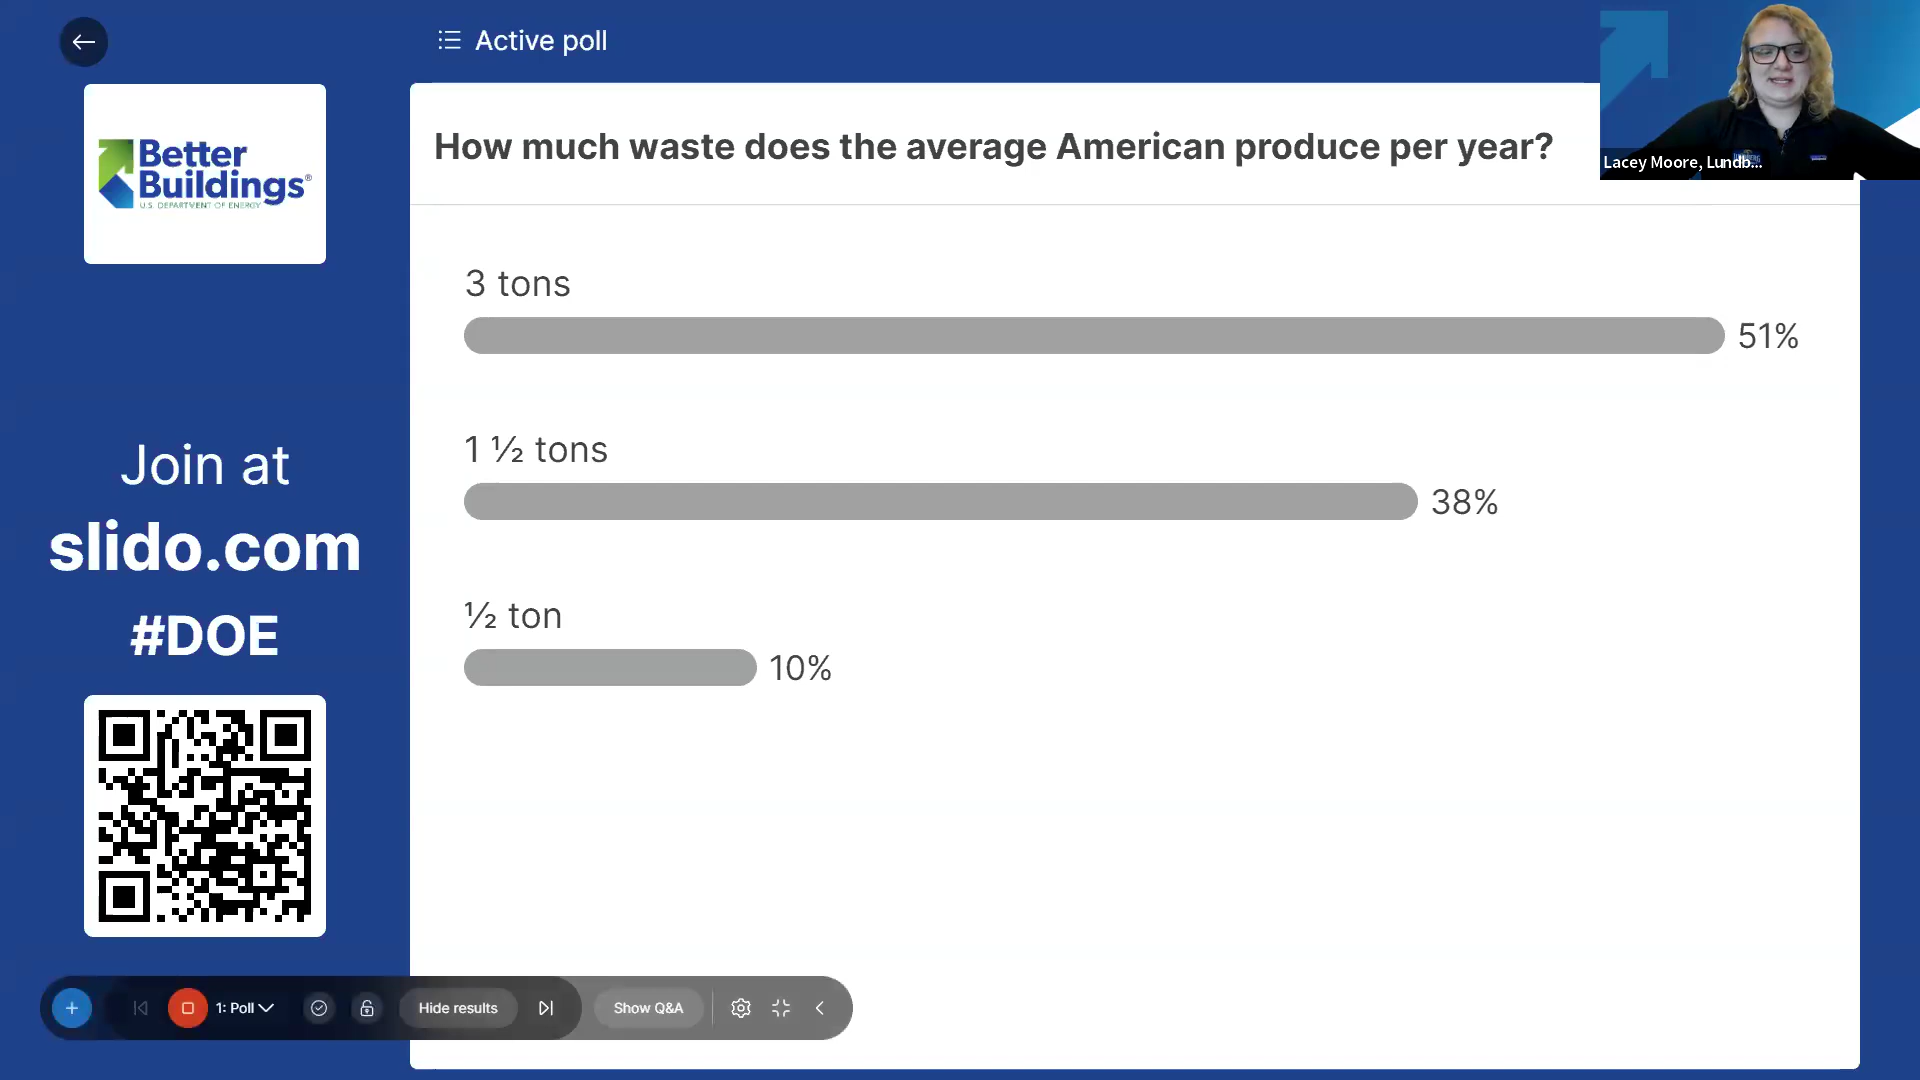 Active poll
Better
Buildings®
U.S. DEPARTMENT OF ENERGY
How much waste does the average American produce per year?
Lacey Moore, Lundb...
3 tons
51%
1 ½ tons
38%
½ ton
10%
Join at
slido.com
#DOE
1: Poll
Hide results
Show Q&A